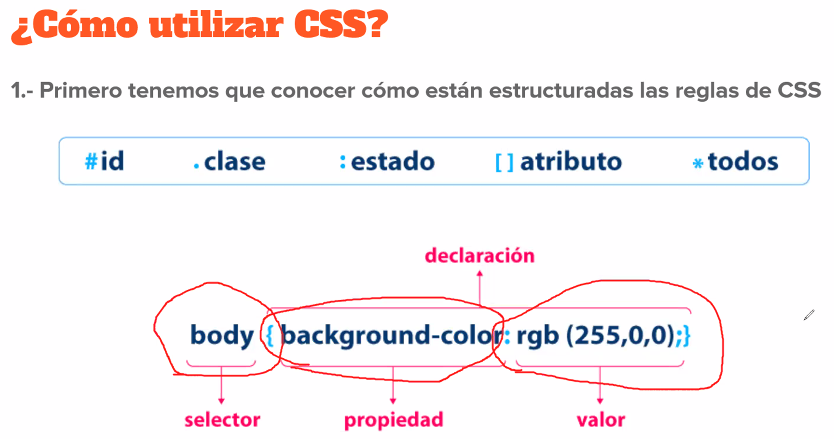 ¿Cómo utilizar CSS?
1.- Primero tenemos que conocer cómo están estructuradas las reglas de CSS
#id .clase :estado []atributo *todos
declaración
body { background-color: rgb (255,0,0);}
selector propiedad valor